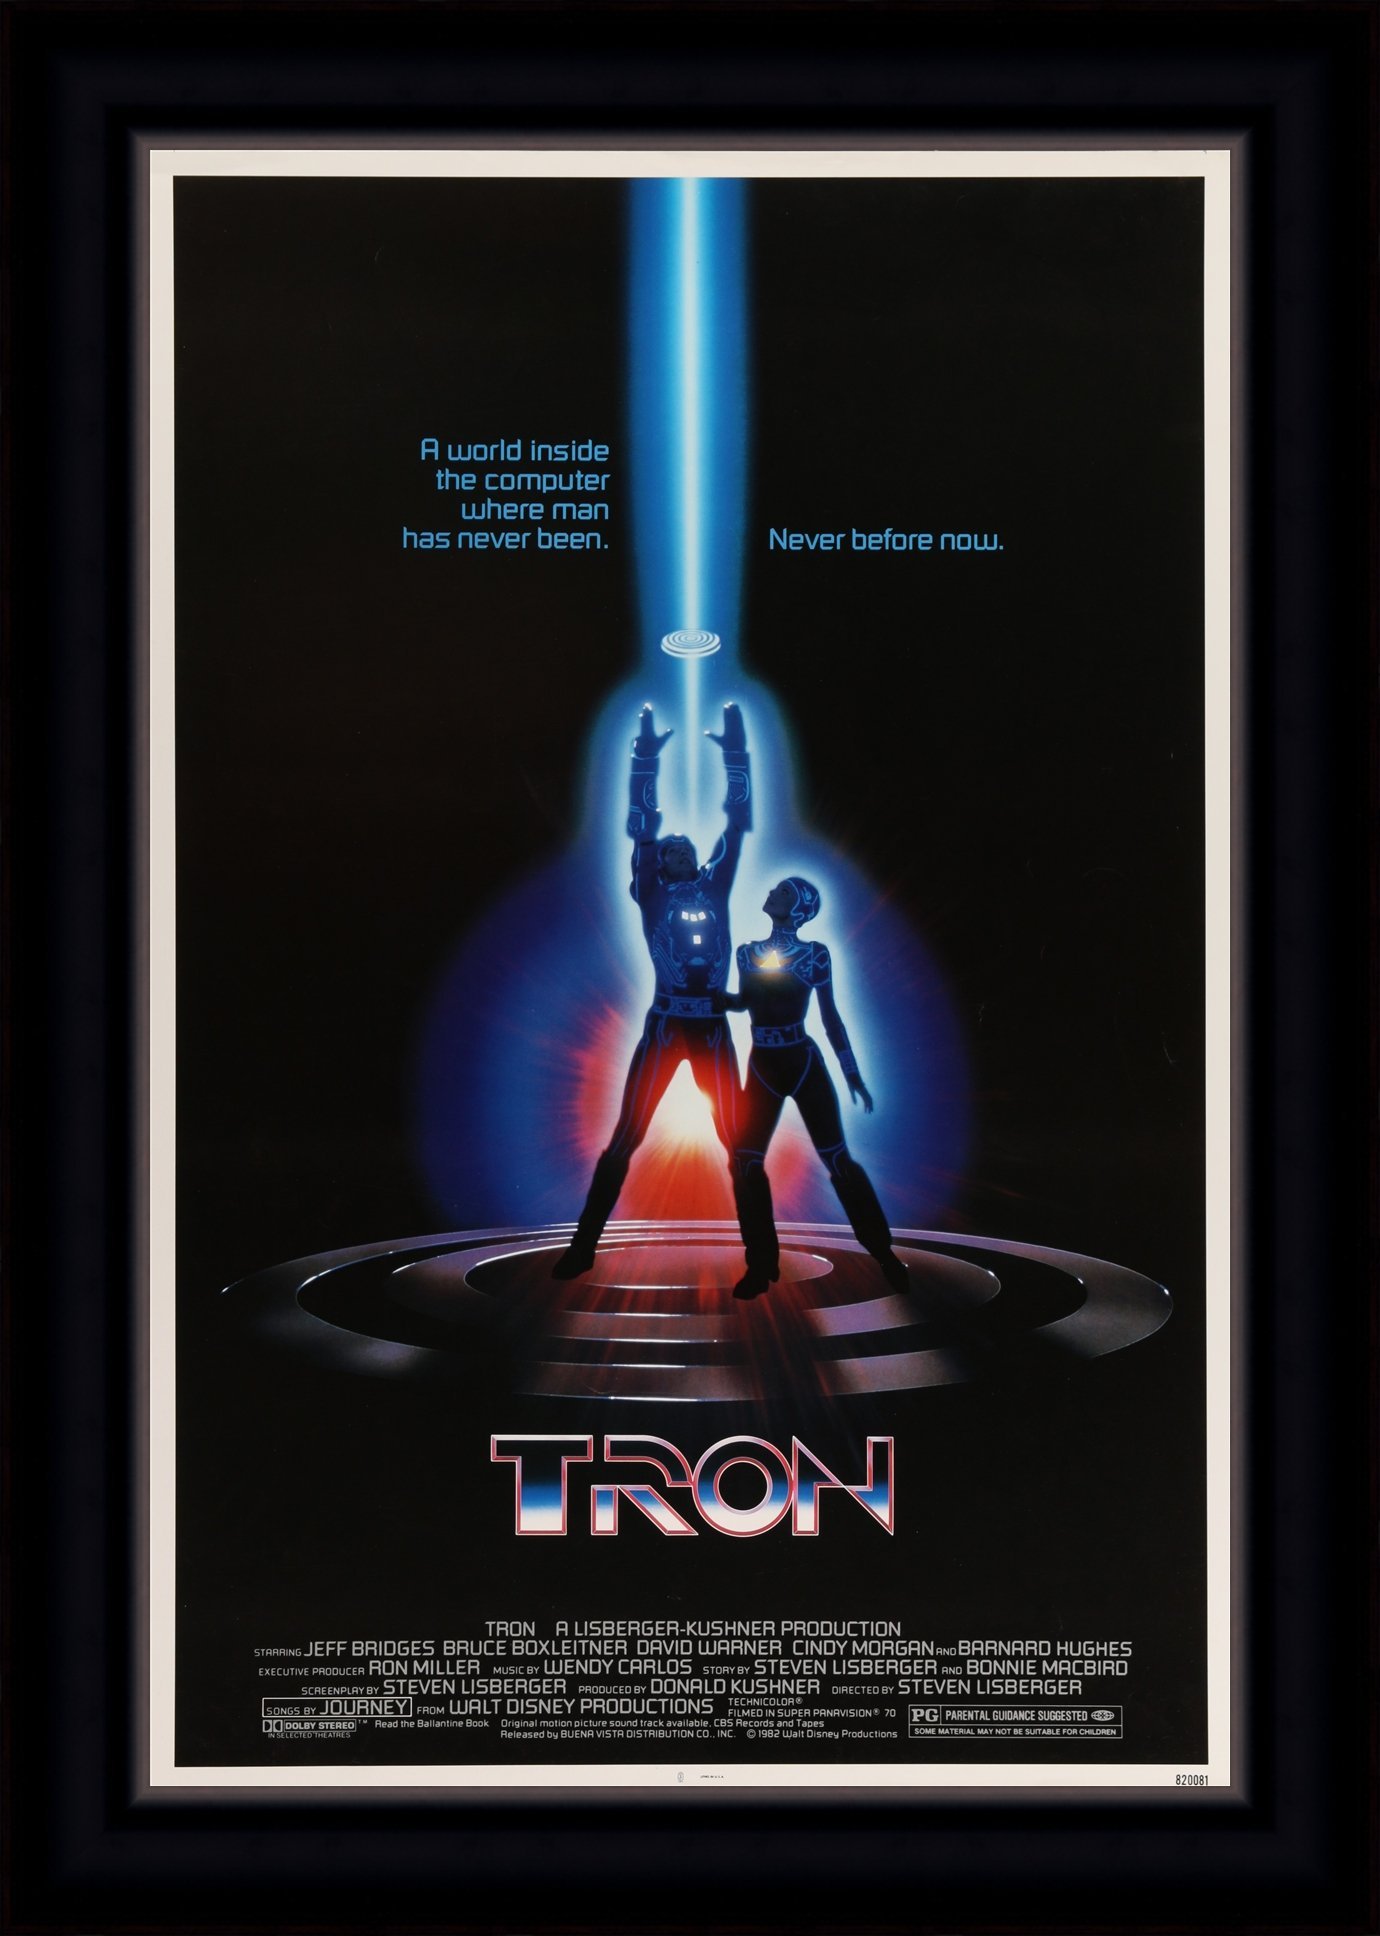 A world inside
the computer
where man
has never been.
Never before now.
TRON
TRON A LISBERGER-KUSHNER PRODUCTION
STARRING JEFF BRIDGES BRUCE BOXLEITNER DAVID WARNER CINDY MORGAN AND BARNARD HUGHES
EXECUTIVE PRODUCER RON MILLER MUSIC BY WENDY CARLOS STORY BY STEVEN LISBERGER AND BONNIE MACBIRD
SCREENPLAY BY STEVEN LISBERGER PRODUCED BY DONALD KUSHNER DIRECTED BY STEVEN LISBERGER
SONGS BY JOURNEY FROM WALT DISNEY PRODUCTIONS
TECHNICOLOR®
FILMED IN SUPER PANAVISION® 70
DOLBY STEREO™
IN SELECTED THEATRES
Read the Ballantine Book
Original motion picture sound track available. CBS Records and Tapes
Released by BUENA VISTA DISTRIBUTION CO., INC. © 1982 Walt Disney Productions
PG PARENTAL GUIDANCE SUGGESTED
SOME MATERIAL MAY NOT BE SUITABLE FOR CHILDREN
820081